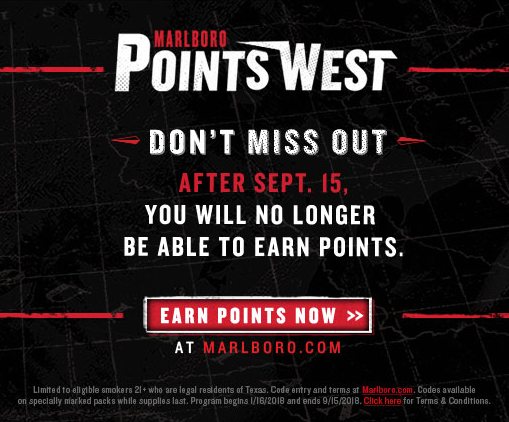 MARLBORO
POINTS WEST
DON'T MISS OUT
AFTER SEPT. 15,
YOU WILL NO LONGER
BE ABLE TO EARN POINTS.
EARN POINTS NOW >>
AT MARLBORO.COM
Limited to eligible smokers 21+ who are legal residents of Texas. Code entry and terms at Marlboro.com. Codes available
on specially marked packs while supplies last. Program begins 1/16/2018 and ends 9/15/2018. Click here for Terms & Conditions.